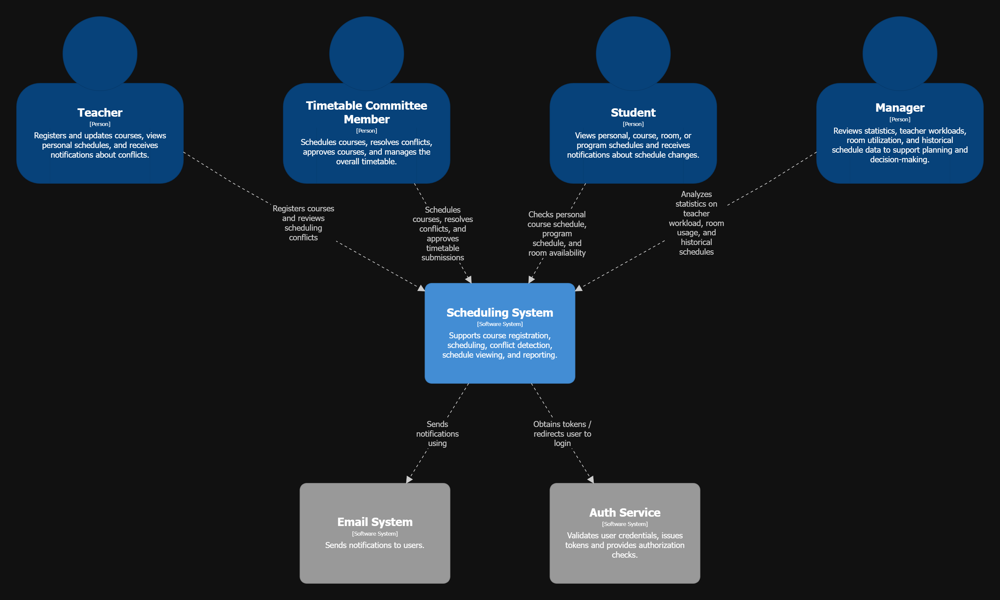 Teacher
[Person]
Registers and updates courses, views
personal schedules, and receives
notifications about conflicts.
Timetable Committee
Member
[Person]
Schedules courses, resolves conflicts,
approves courses, and manages the
overall timetable.
Student
[Person]
Views personal, course, room, or
program schedules and receives
notifications about schedule changes.
Manager
[Person]
Reviews statistics, teacher workloads,
room utilization, and historical
schedule data to support planning and
decision-making.
Registers courses
and reviews
scheduling
conflicts
Schedules
courses, resolves
conflicts, and
approves
timetable
submissions
Checks personal
course schedule,
program
schedule, and
room availability
Analyzes
statistics on
teacher
workload, room
usage, and
historical
schedules
Scheduling System
[Software System]
Supports course registration,
scheduling, conflict detection,
schedule viewing, and reporting.
Sends
notifications
using
Obtains tokens /
redirects user to
login
Email System
[Software System]
Sends notifications to users.
Auth Service
[Software System]
Validates user credentials, issues
tokens and provides authorization
checks.